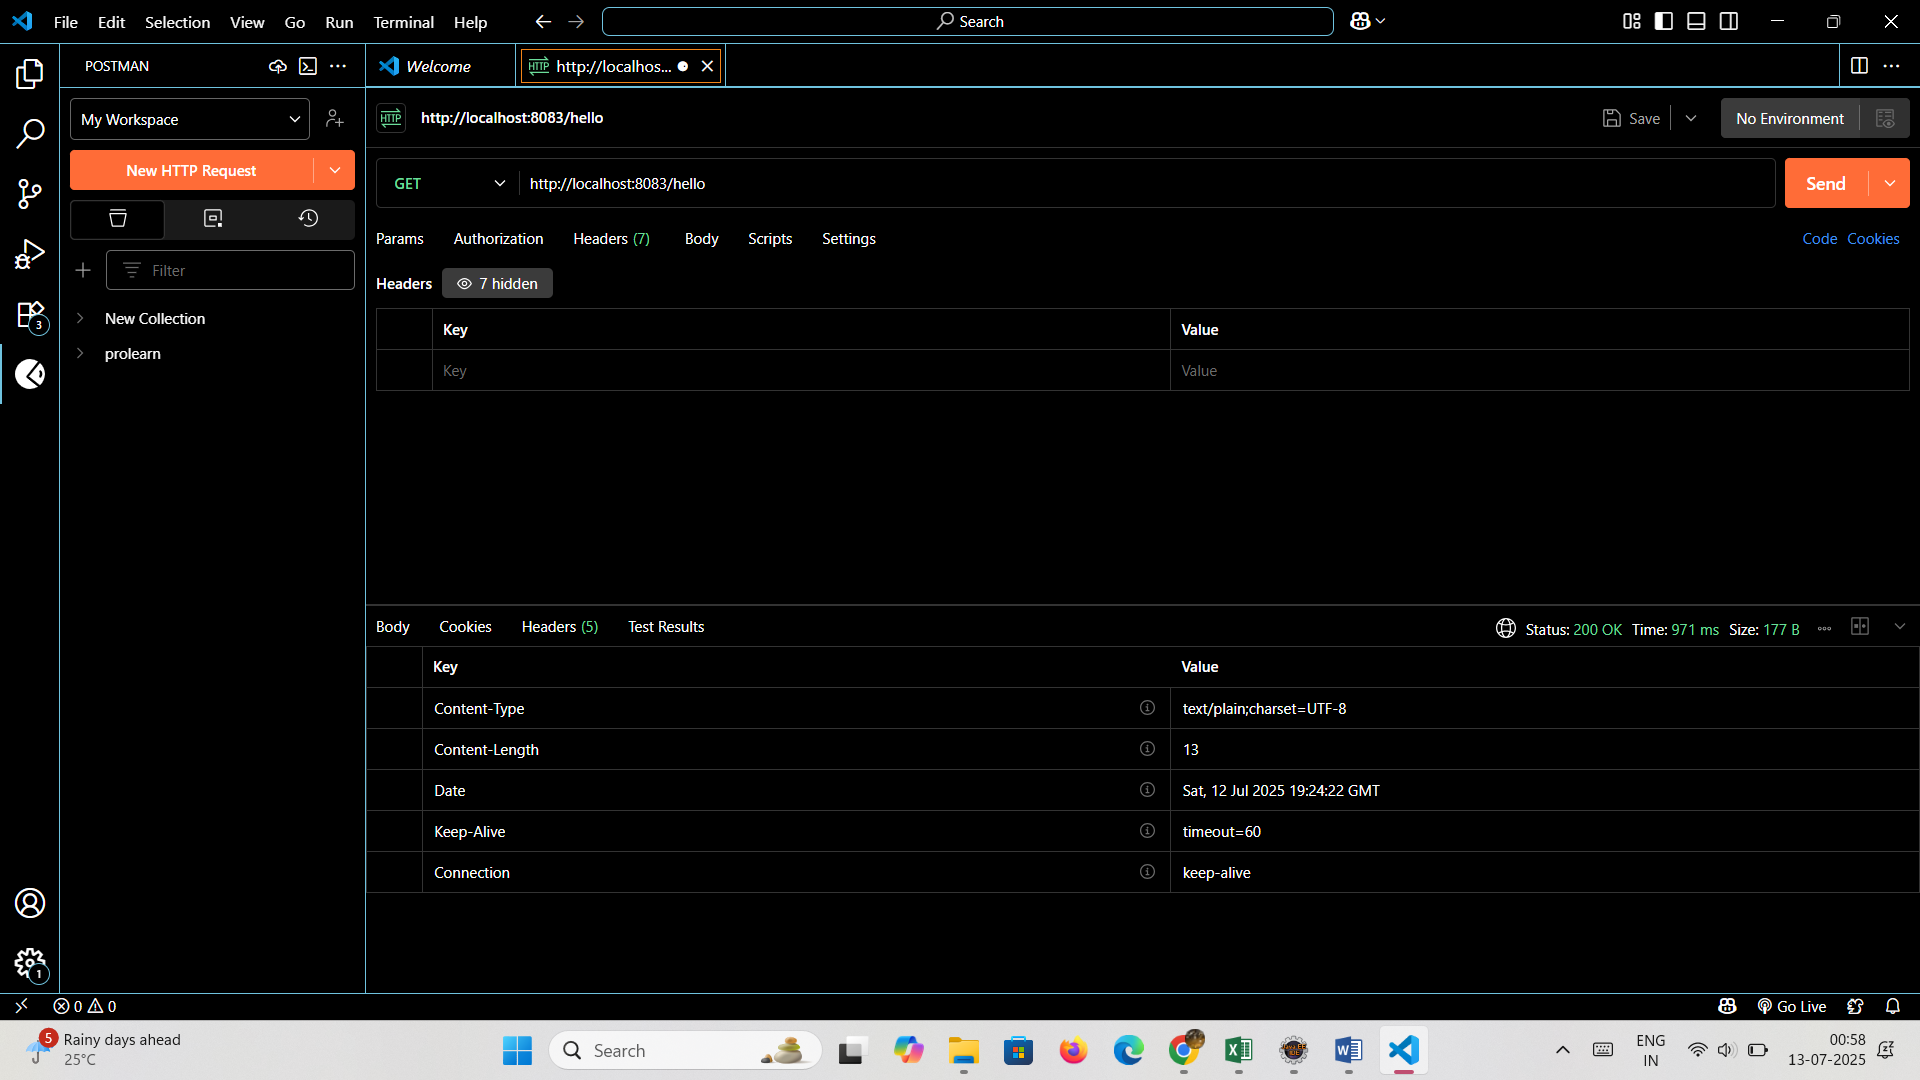 File Edit Selection View Go Run Terminal Help
Search
POSTMAN
Welcome
HTTP http://localhos...
My Workspace
HTTP http://localhost:8083/hello
Save
No Environment
New HTTP Request
GET
http://localhost:8083/hello
Send
Params Authorization Headers (7) Body Scripts Settings
Code Cookies
Filter
Headers 7 hidden
New Collection
prolearn
Key Value
Key Value
3
Body Cookies Headers (5) Test Results
Status: 200 OK Time: 971 ms Size: 177 B
Key Value
Content-Type text/plain;charset=UTF-8
Content-Length 13
Date Sat, 12 Jul 2025 19:24:22 GMT
Keep-Alive timeout=60
Connection keep-alive
1
0 0
Go Live
5
Rainy days ahead
25°C
Search
ENG
IN
00:58
13-07-2025